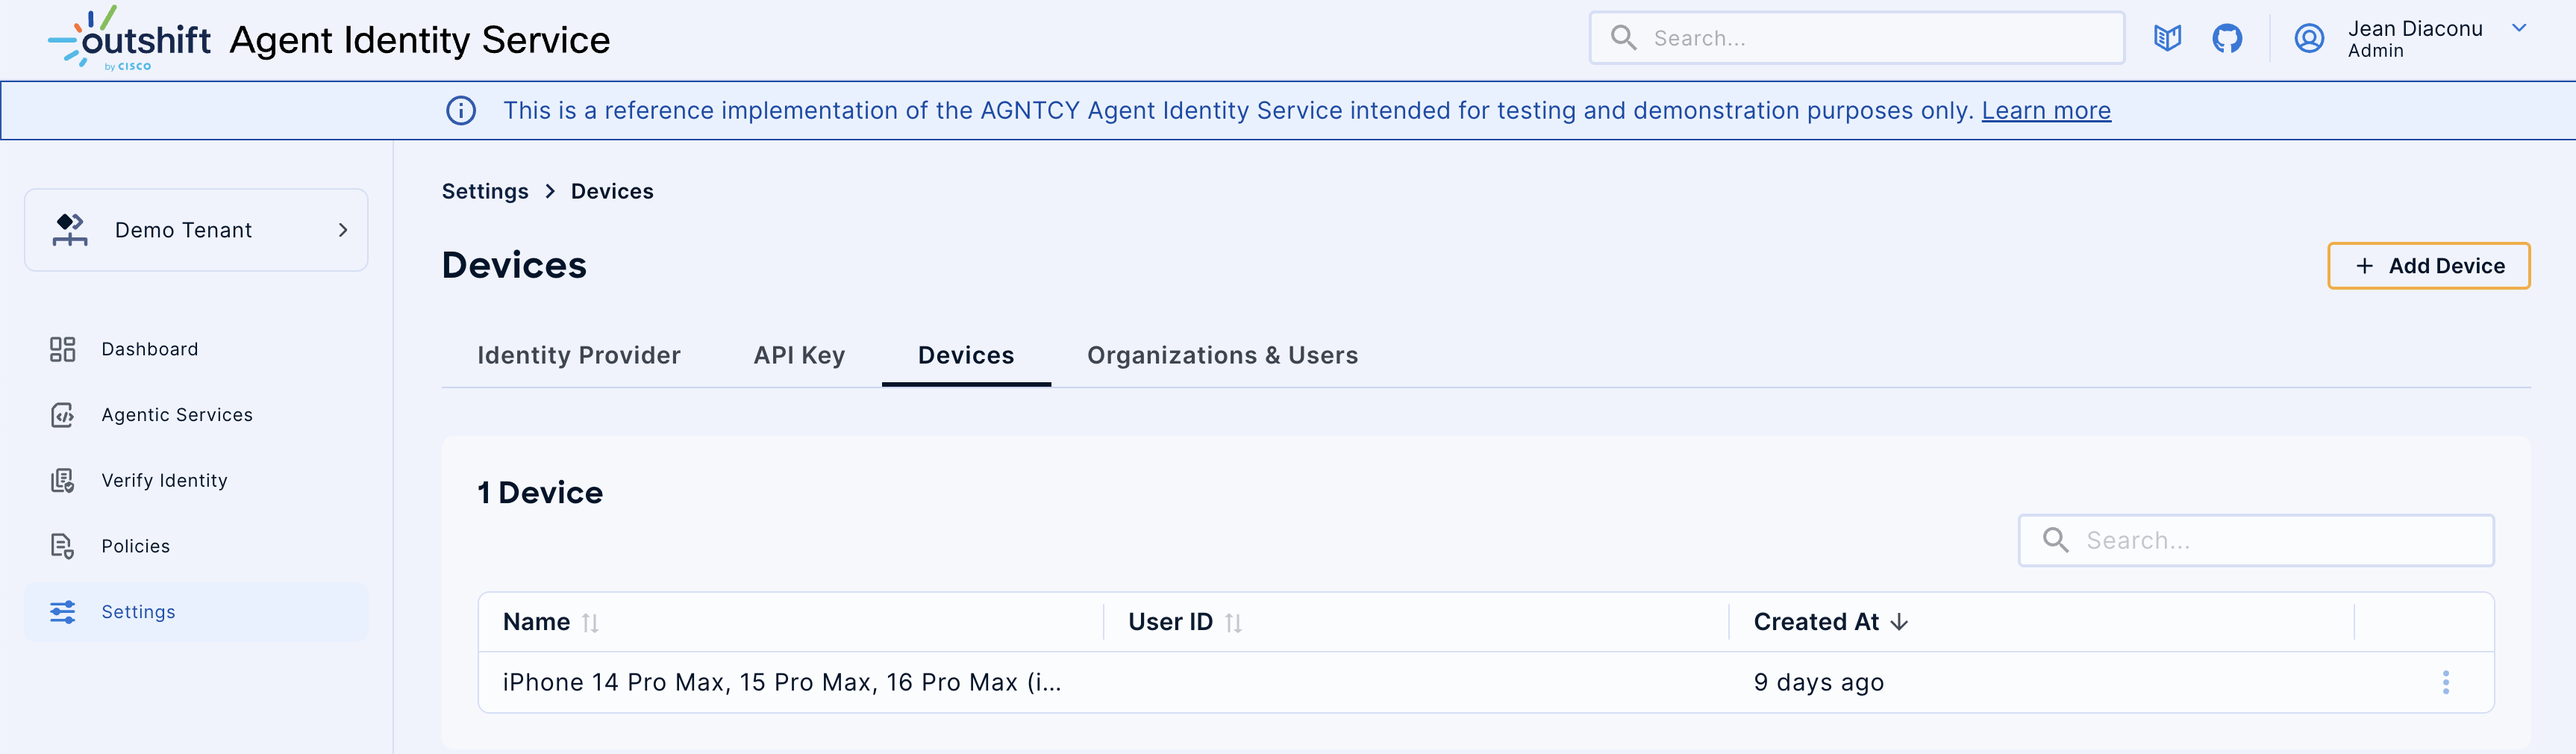 outshift
by CISCO
Agent Identity Service
Search...
Jean Diaconu
Admin
This is a reference implementation of the AGNTCY Agent Identity Service intended for testing and demonstration purposes only. Learn more
Demo Tenant
Dashboard
Agentic Services
Verify Identity
Policies
Settings
Settings > Devices
Devices
+ Add Device
Identity Provider API Key Devices Organizations & Users
1 Device
Search...
Name User ID Created At
iPhone 14 Pro Max, 15 Pro Max, 16 Pro Max (i... 9 days ago